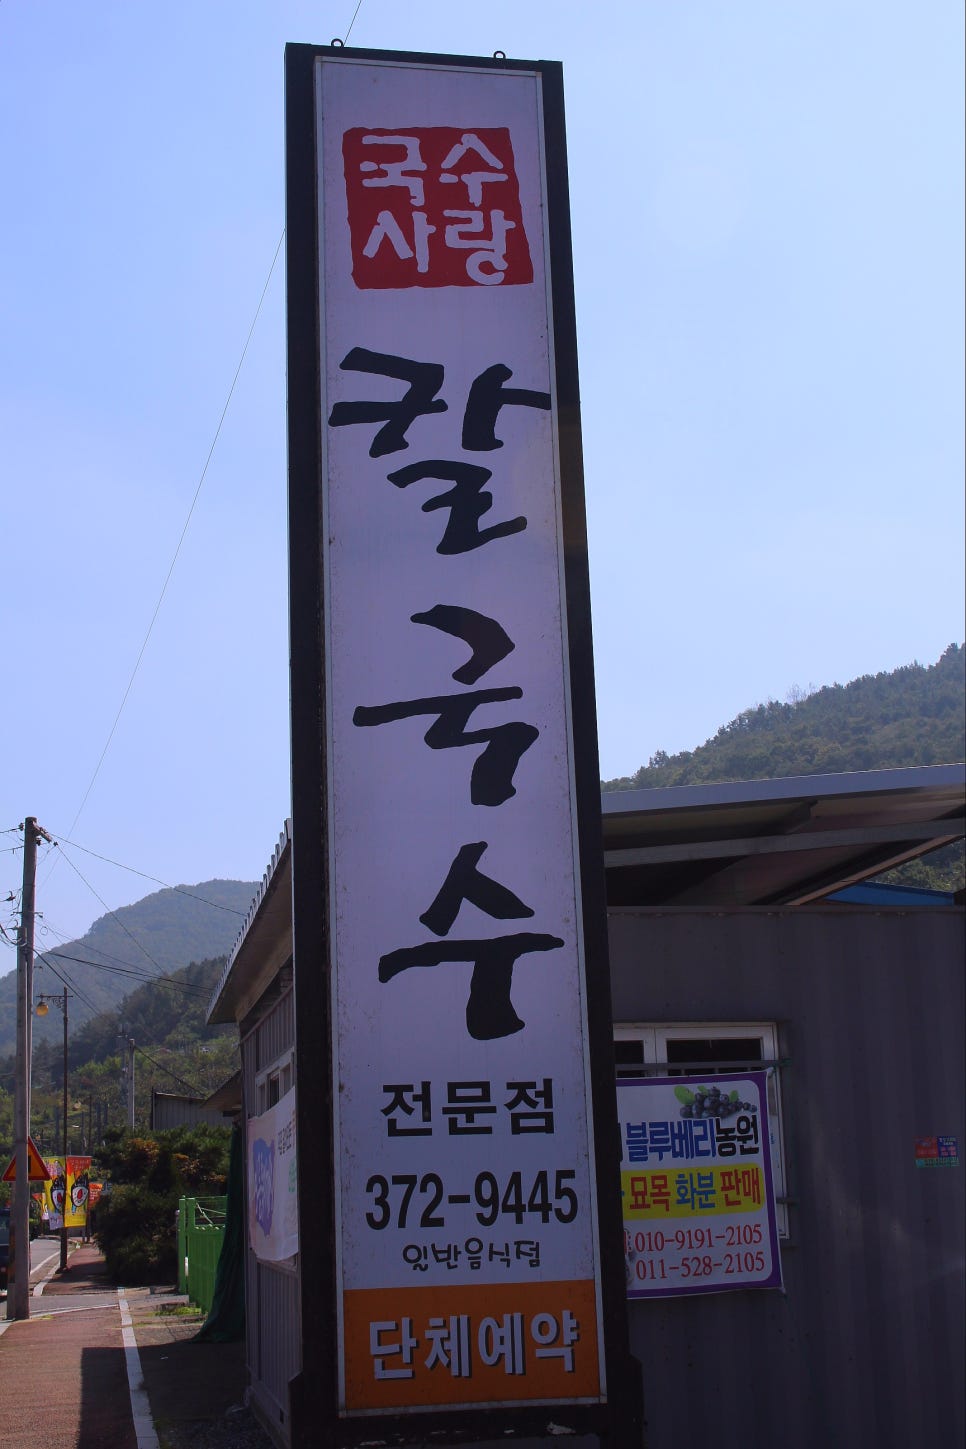 국수
사랑
칼
국
수
전문점
372-9445
일반음식점
단체예약
블루베리농원
묘목 화분 판매
010-9191-2105
011-528-2105